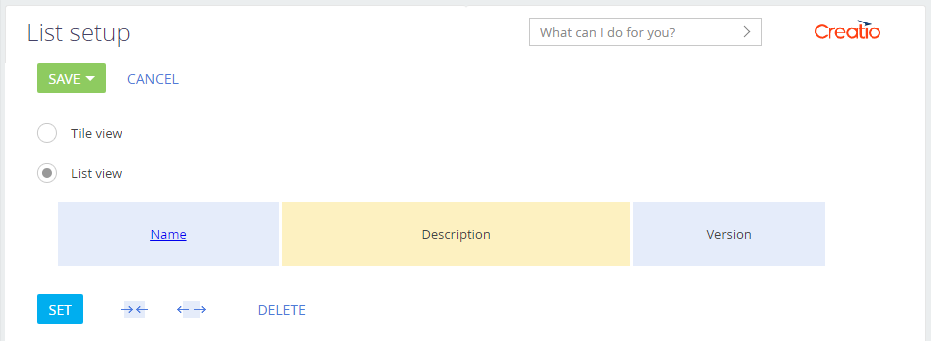 List setup
What can I do for you?
Creatio
SAVE
CANCEL
Tile view
List view
Name
Description
Version
SET
DELETE